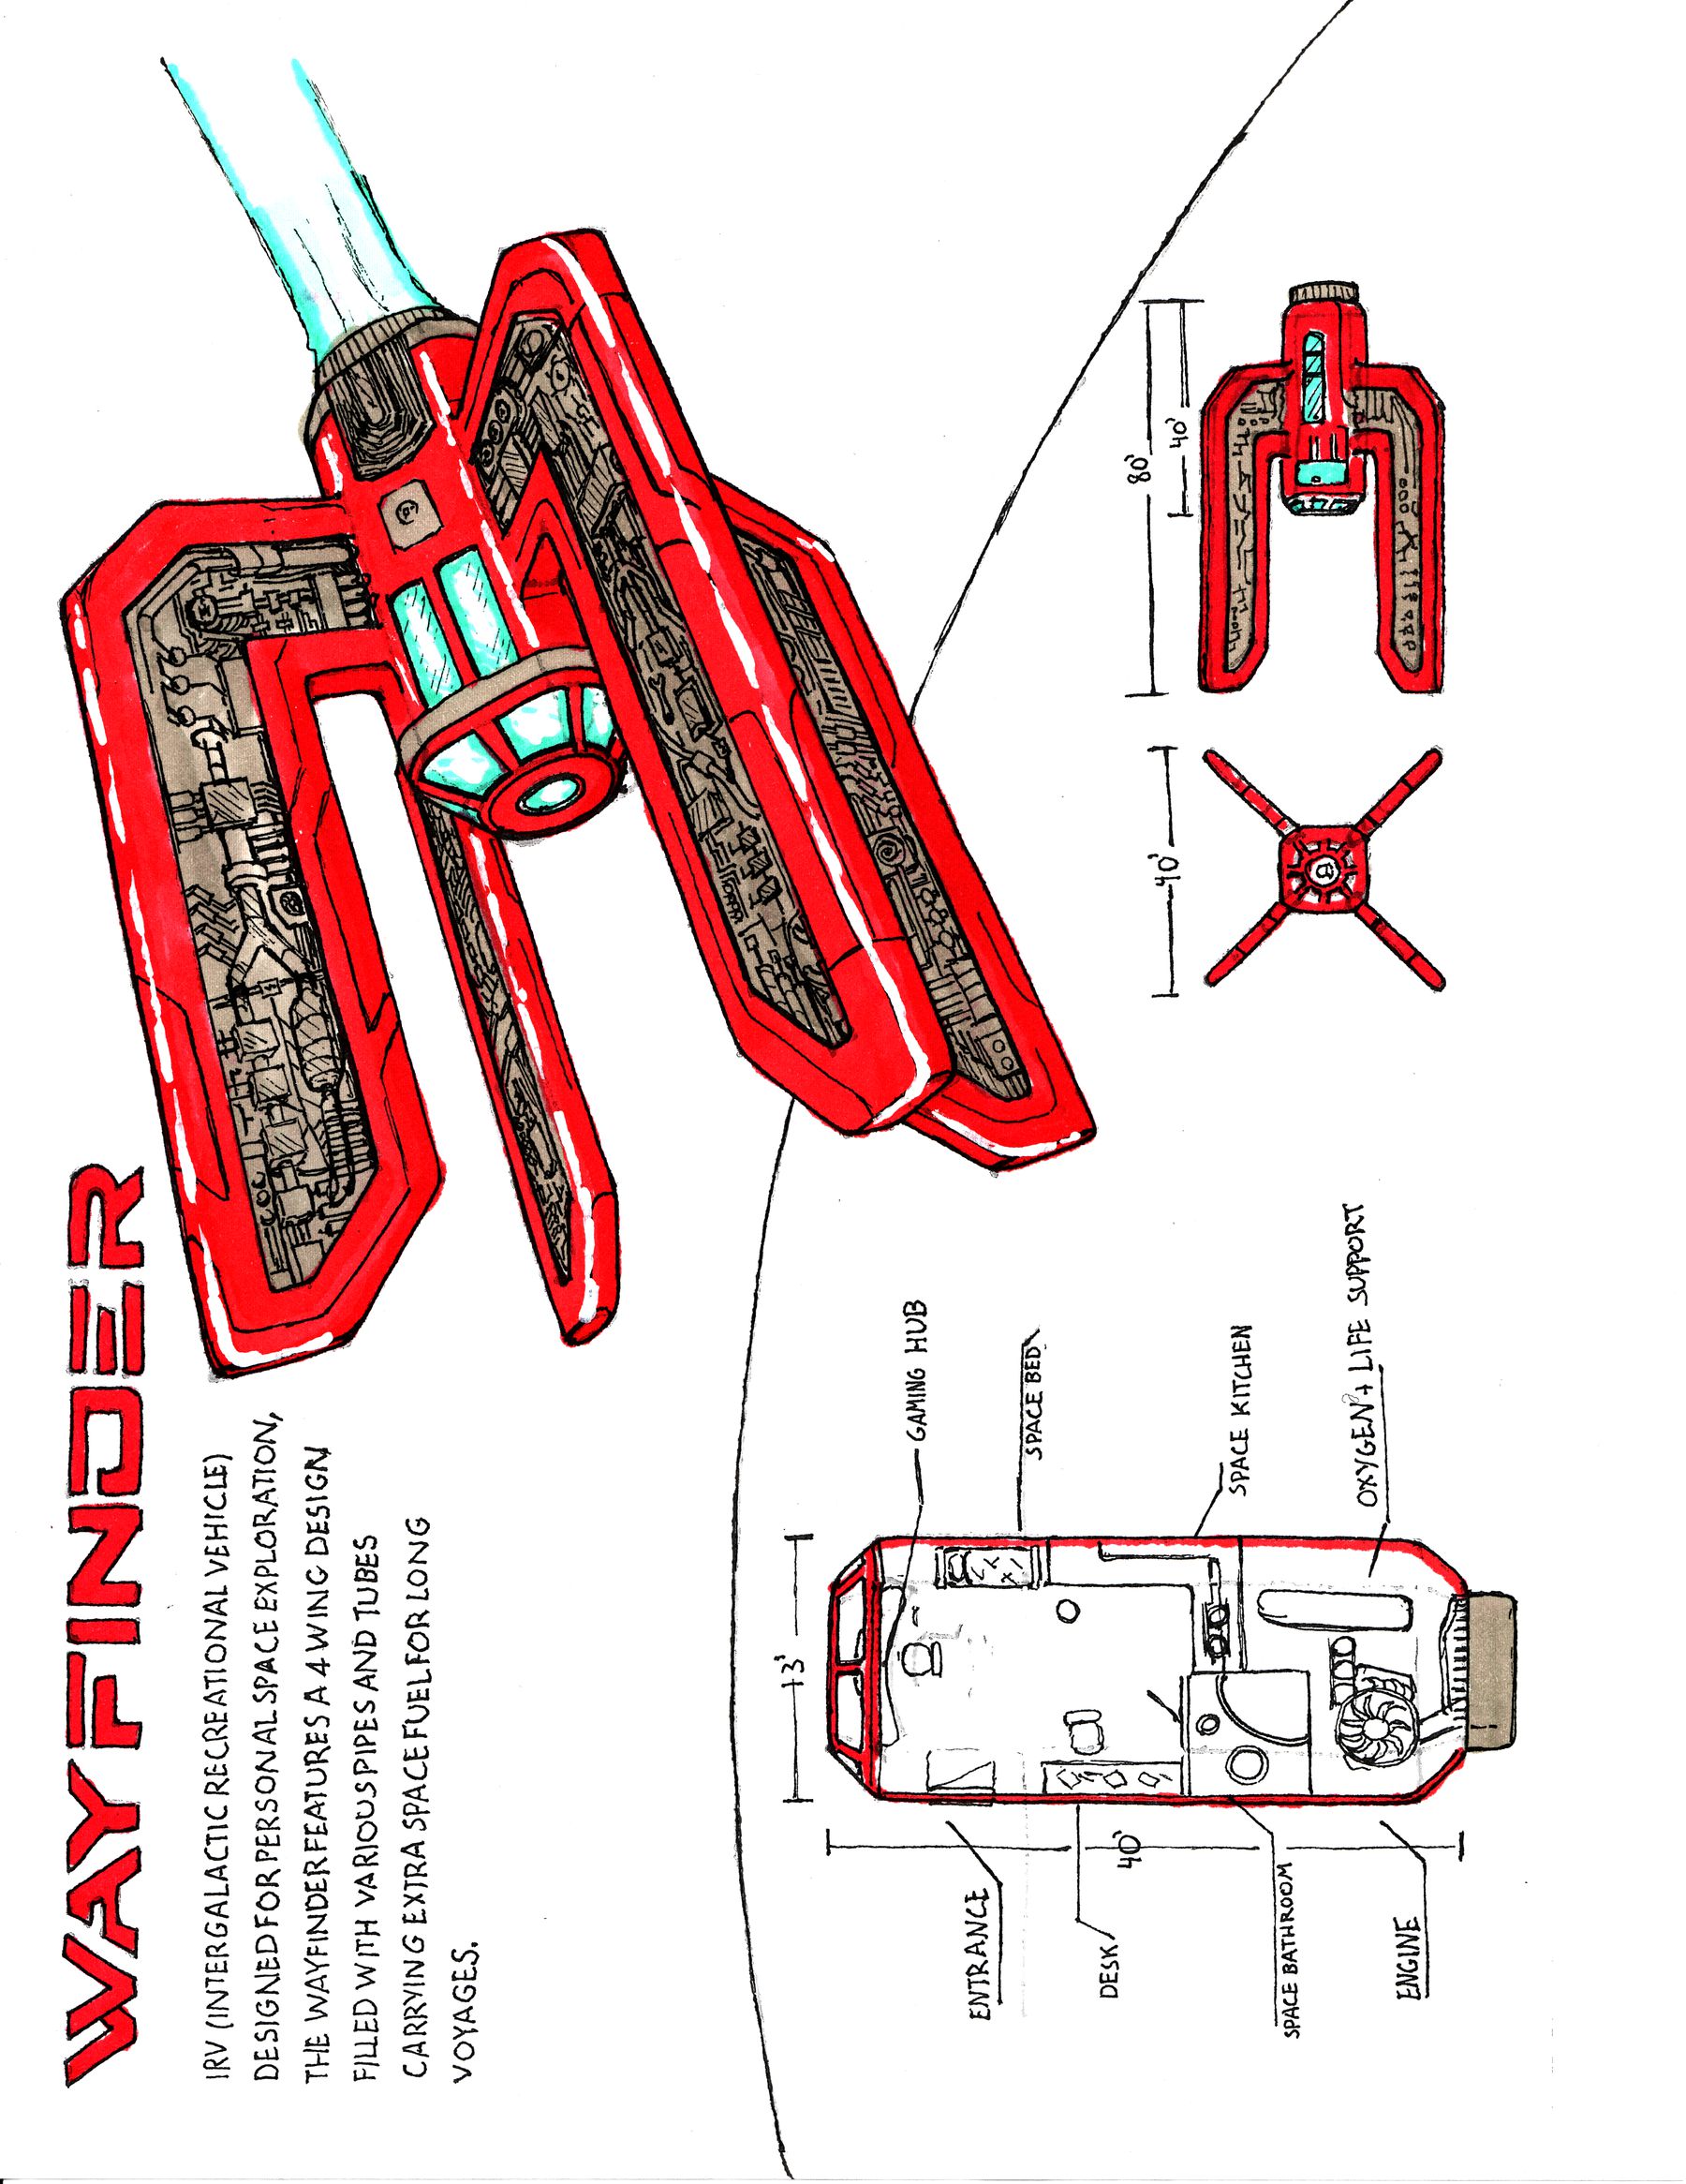 WAYFINDER
IRV (INTERGALACTIC RECREATIONAL VEHICLE)
DESIGNED FOR PERSONAL SPACE EXPLORATION,
THE WAYFINDER FEATURES A 4 WING DESIGN
FILLED WITH VARIOUS PIPES AND TUBES
CARRYING EXTRA SPACE FUEL FOR LONG
VOYAGES.
13'
40'
ENTRANCE
DESK
SPACE BATHROOM
ENGINE
GAMING HUB
SPACE BED
SPACE KITCHEN
OXYGEN + LIFE SUPPORT
40'
80'
40'